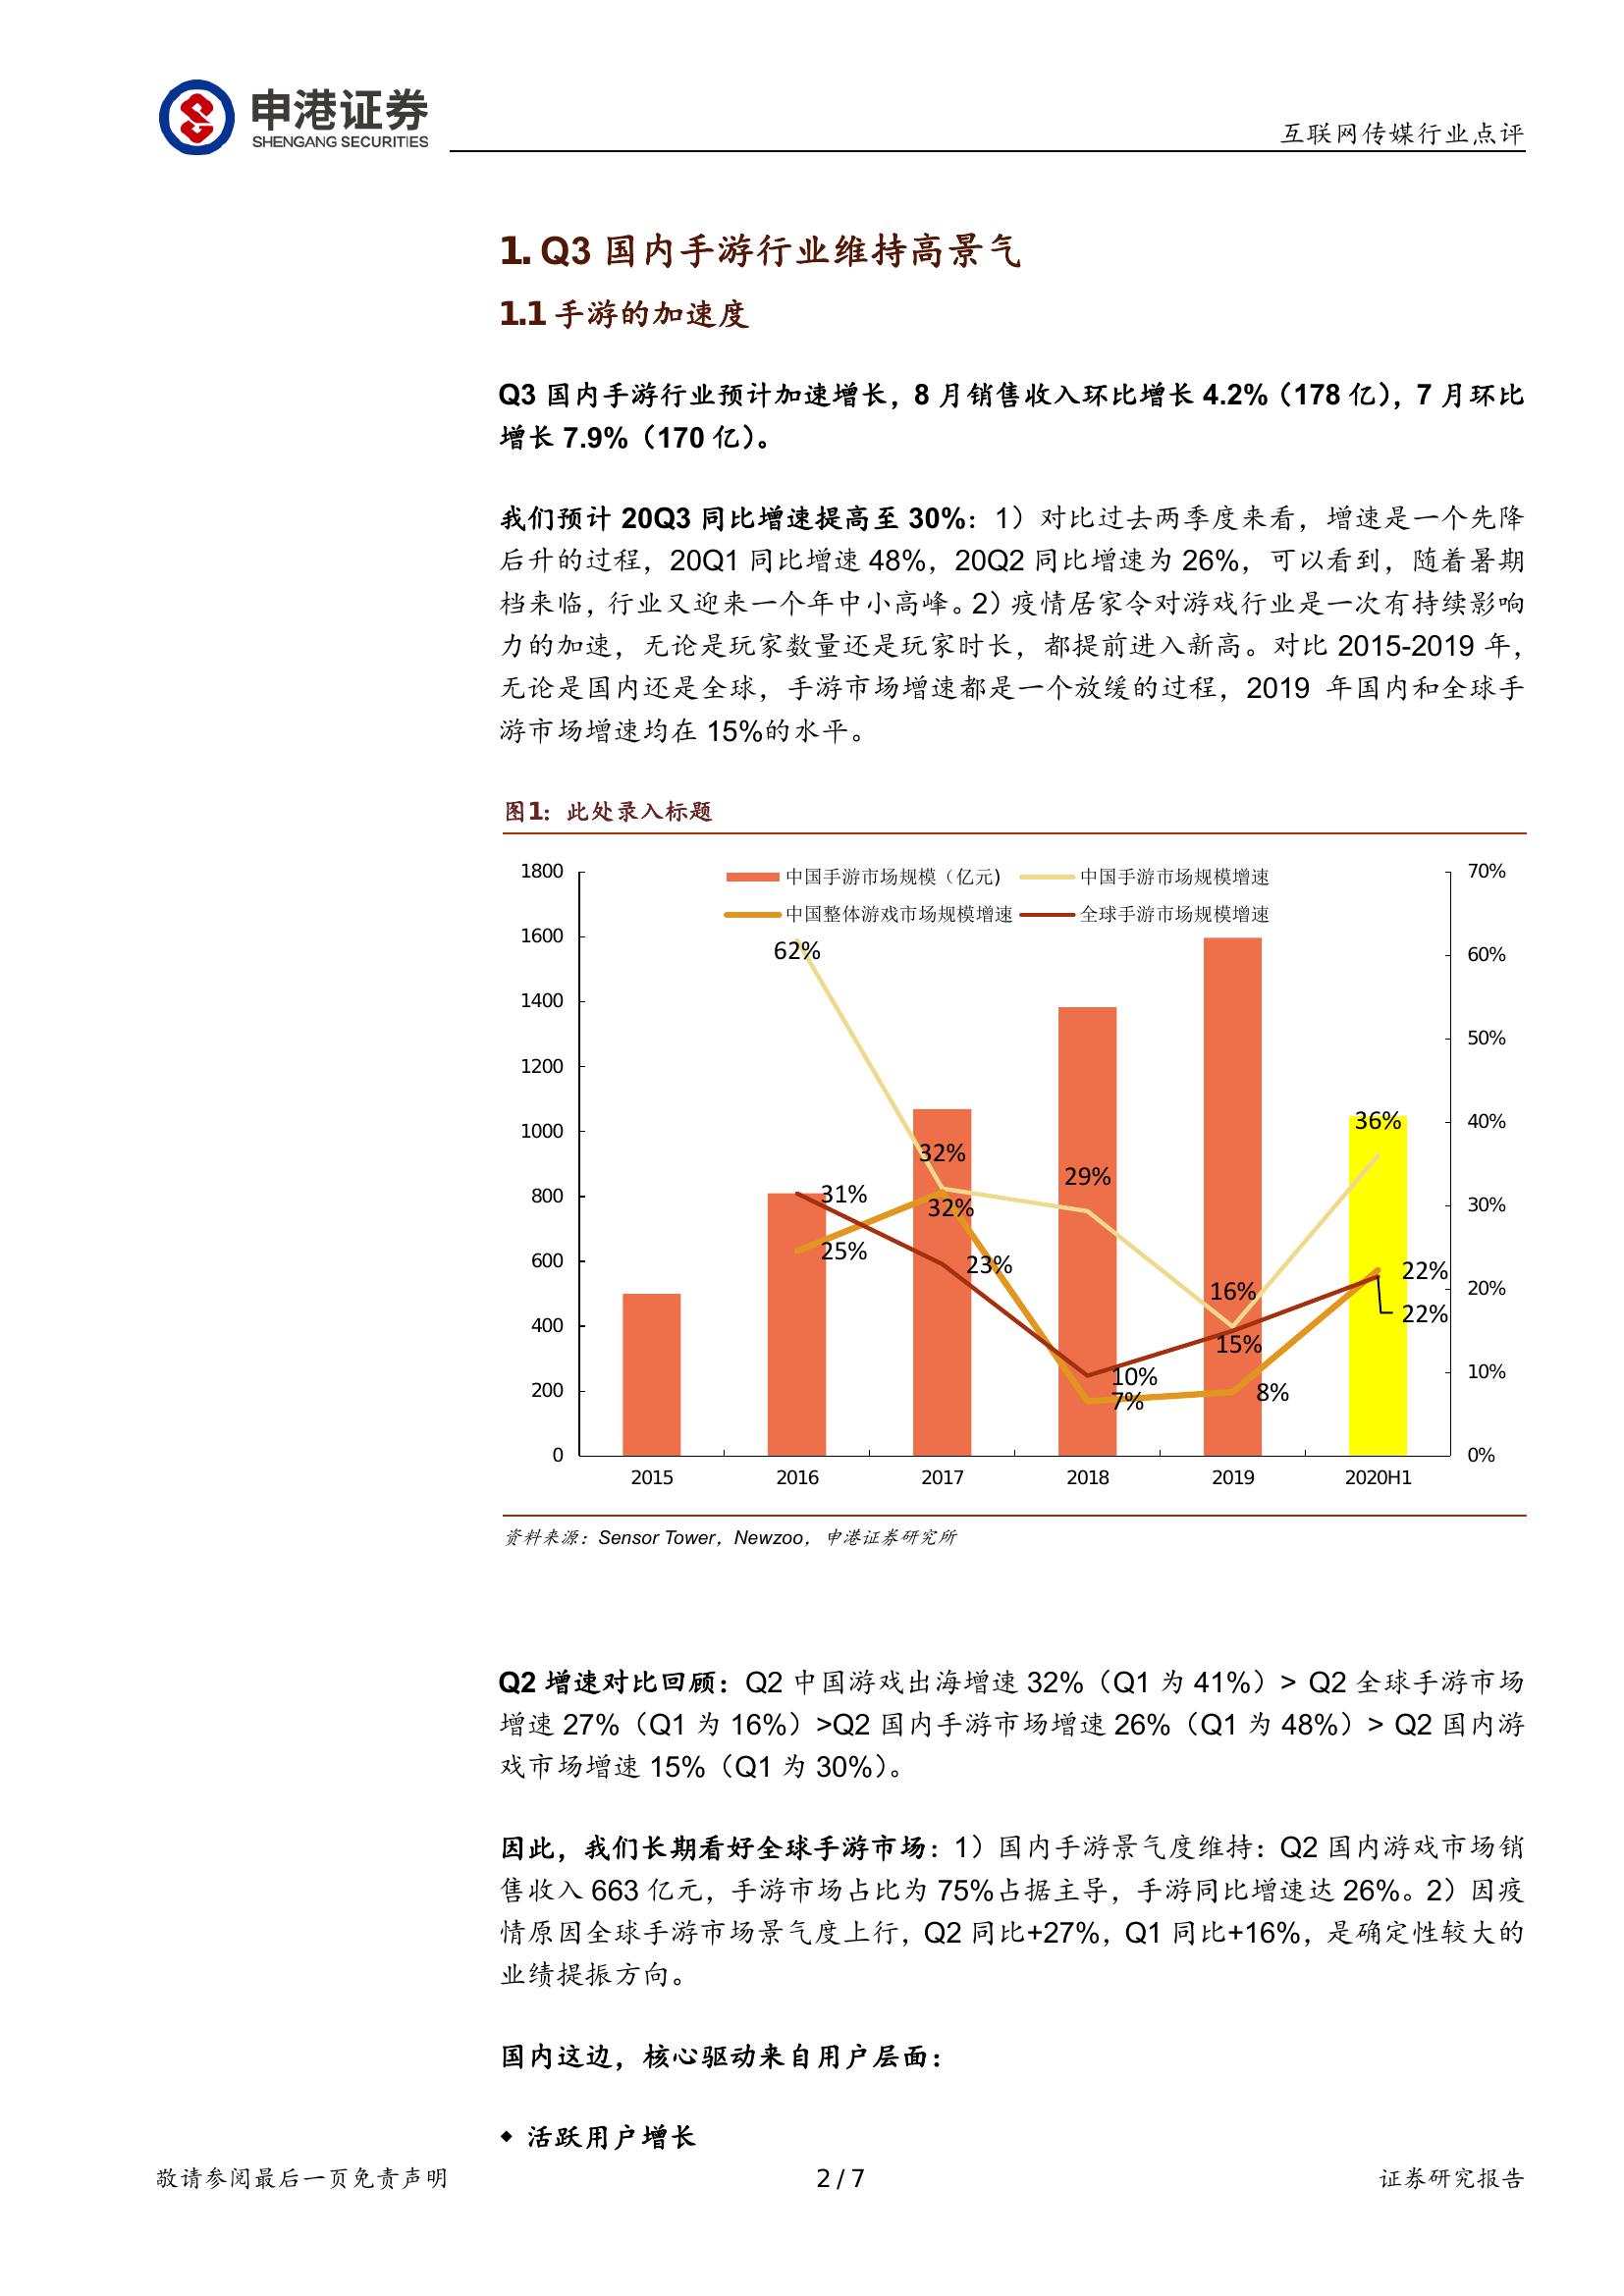 申港证券
SHENGANG SECURITIES
互联网传媒行业点评
1. Q3 国内手游行业维持高景气
1.1 手游的加速度
Q3 国内手游行业预计加速增长，8 月销售收入环比增长 4.2%（178 亿），7 月环比
增长 7.9%（170 亿）。
我们预计 20Q3 同比增速提高至 30%：1）对比过去两季度来看，增速是一个先降
后升的过程，20Q1 同比增速 48%，20Q2 同比增速为 26%，可以看到，随着暑期
档来临，行业又迎来一个年中小高峰。2）疫情居家令对游戏行业是一次有持续影响
力的加速，无论是玩家数量还是玩家时长，都提前进入新高。对比 2015-2019 年，
无论是国内还是全球，手游市场增速都是一个放缓的过程，2019 年国内和全球手
游市场增速均在 15%的水平。
图1：此处录入标题
中国手游市场规模（亿元) 中国手游市场规模增速
中国整体游戏市场规模增速 全球手游市场规模增速
1800 70%
1600 60%
1400 50%
1200
1000 40%
800 30%
600
400 20%
200 10%
0 0%
62%
32%
29%
16%
36%
31%
25%
32%
23%
10%
7%
15%
8%
22%
22%
2015 2016 2017 2018 2019 2020H1
资料来源：Sensor Tower，Newzoo，申港证券研究所
Q2 增速对比回顾：Q2 中国游戏出海增速 32%（Q1 为 41%）> Q2 全球手游市场
增速 27%（Q1 为 16%）>Q2 国内手游市场增速 26%（Q1 为 48%）> Q2 国内游
戏市场增速 15%（Q1 为 30%）。
因此，我们长期看好全球手游市场：1）国内手游景气度维持：Q2 国内游戏市场销
售收入 663 亿元，手游市场占比为 75%占据主导，手游同比增速达 26%。2）因疫
情原因全球手游市场景气度上行，Q2 同比+27%，Q1 同比+16%，是确定性较大的
业绩提振方向。
国内这边，核心驱动来自用户层面：
◆ 活跃用户增长
敬请参阅最后一页免责声明 2 / 7 证券研究报告